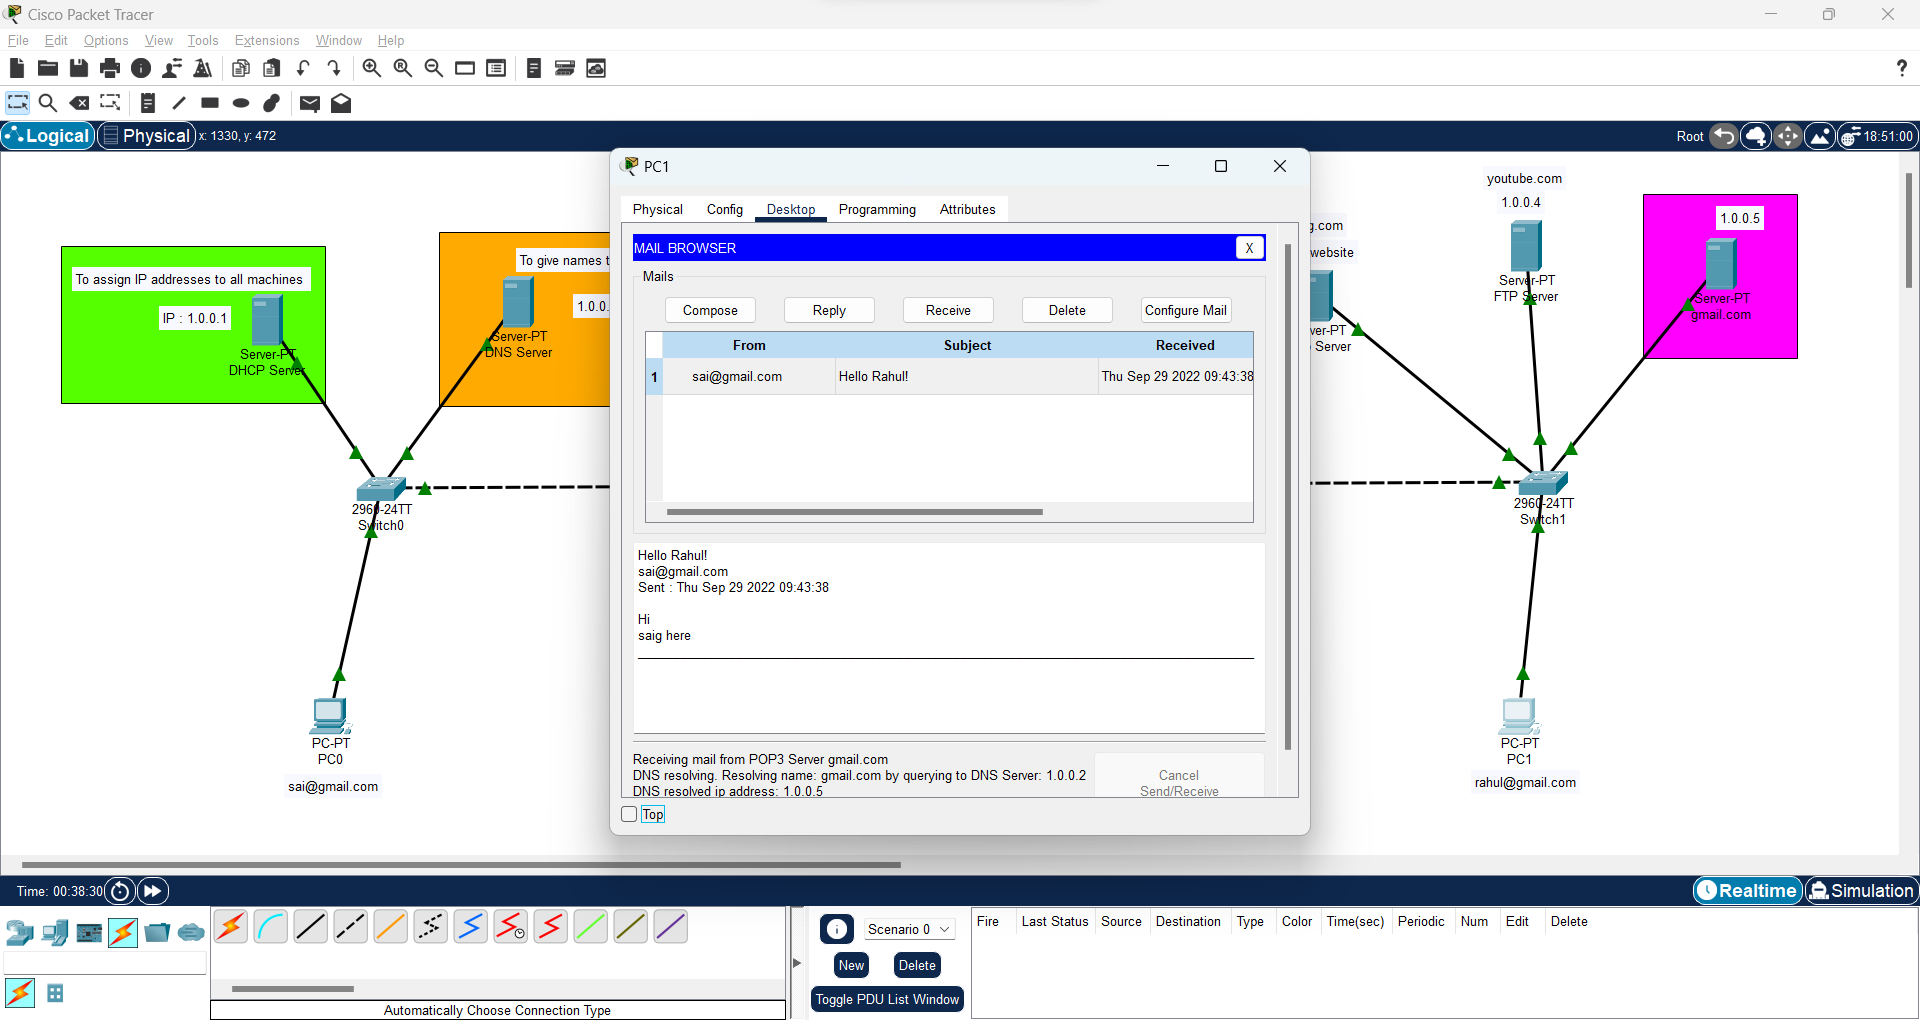 Cisco Packet Tracer
File Edit Options View Tools Extensions Window Help
?
Logical Physical x: 1330, y: 472 Root 18:51:00
To assign IP addresses to all machines
IP : 1.0.0.1
Server-PT
DHCP Server
To give names t
1.0.0.
Server-PT
DNS Server
2960-24TT
Switch0
PC-PT
PC0
sai@gmail.com
PC1
Physical Config Desktop Programming Attributes
MAIL BROWSER X
Mails
Compose Reply Receive Delete Configure Mail
From Subject Received
1 sai@gmail.com Hello Rahul! Thu Sep 29 2022 09:43:38
Hello Rahul!
sai@gmail.com
Sent : Thu Sep 29 2022 09:43:38
Hi
saig here
Receiving mail from POP3 Server gmail.com
DNS resolving. Resolving name: gmail.com by querying to DNS Server: 1.0.0.2
DNS resolved ip address: 1.0.0.5
Cancel
Send/Receive
Top
g.com
website
ver-PT
Server
youtube.com
1.0.0.4
Server-PT
FTP Server
1.0.0.5
Server-PT
gmail.com
2960-24TT
Switch1
PC-PT
PC1
rahul@gmail.com
Time: 00:38:30 Realtime Simulation
Automatically Choose Connection Type
Scenario 0
New Delete
Toggle PDU List Window
Fire Last Status Source Destination Type Color Time(sec) Periodic Num Edit Delete